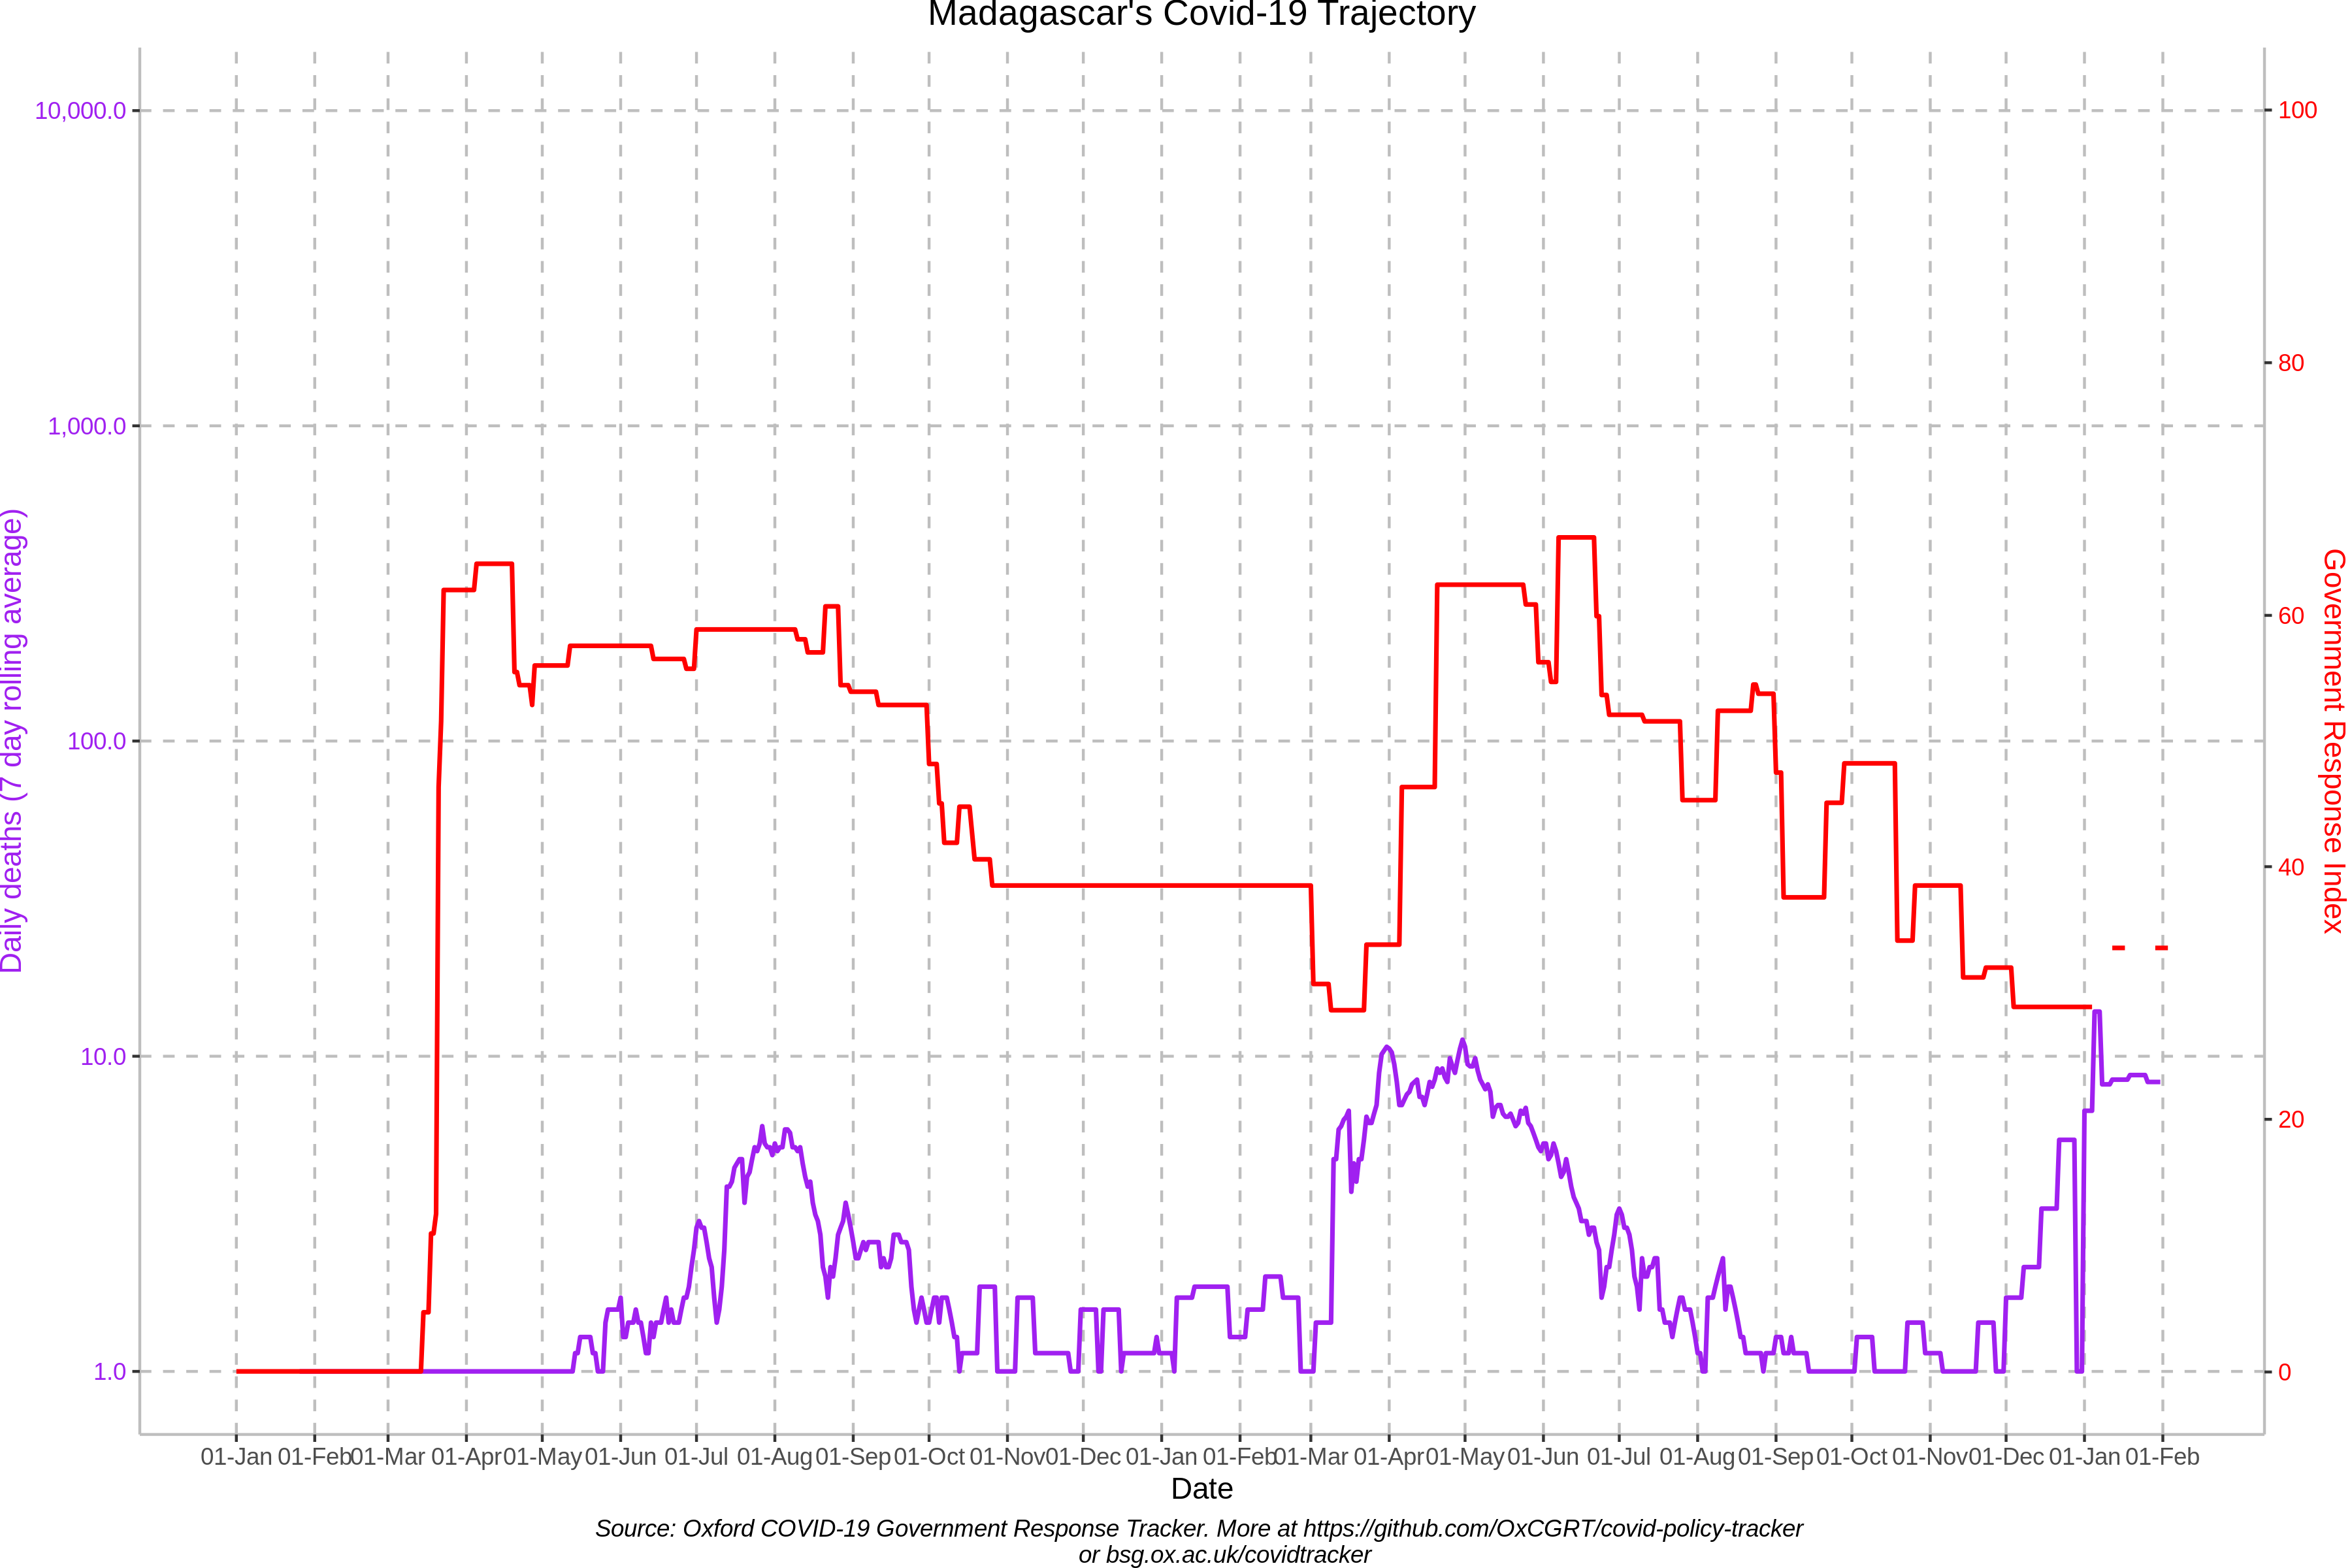 Madagascar's Covid-19 Trajectory
10,000.0
1,000.0
100.0
10.0
1.0
Daily deaths (7 day rolling average)
100
80
60
40
20
0
Government Response Index
01-Jan 01-Feb 01-Mar 01-Apr 01-May 01-Jun 01-Jul 01-Aug 01-Sep 01-Oct 01-Nov 01-Dec 01-Jan 01-Feb 01-Mar 01-Apr 01-May 01-Jun 01-Jul 01-Aug 01-Sep 01-Oct 01-Nov 01-Dec 01-Jan 01-Feb
Date
Source: Oxford COVID-19 Government Response Tracker. More at https://github.com/OxCGRT/covid-policy-tracker
or bsg.ox.ac.uk/covidtracker